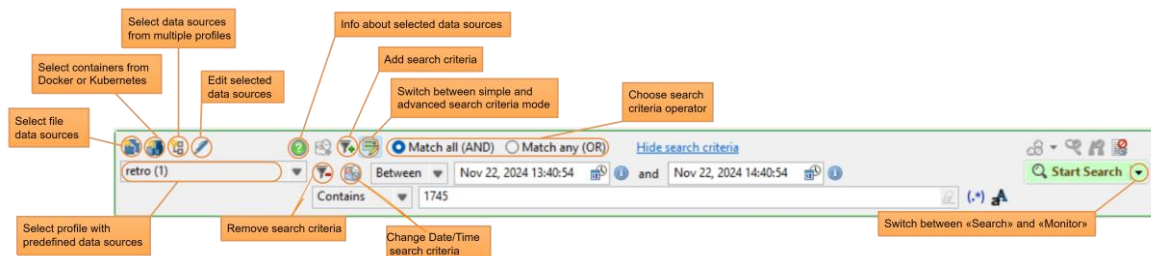 Select data sources
from multiple profiles
Info about selected data sources
Select containers from
Docker or Kubernetes
Add search criteria
Edit selected
data sources
Switch between simple and
advanced search criteria mode
Choose search
criteria operator
Select file
data sources
Match all (AND) Match any (OR) Hide search criteria
retro (1) Between Nov 22, 2024 13:40:54 and Nov 22, 2024 14:40:54 Start Search
Contains 1745 (.*) aA
Select profile with
predefined data sources
Remove search criteria
Change Date/Time
search criteria
Switch between «Search» and «Monitor»